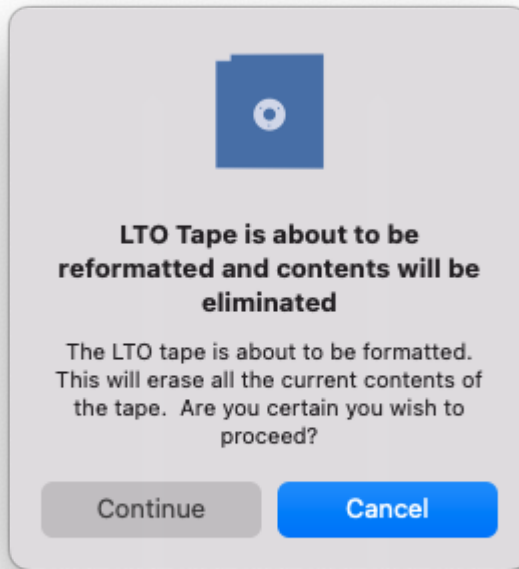 LTO Tape is about to be
reformatted and contents will be
eliminated
The LTO tape is about to be formatted.
This will erase all the current contents of
the tape.  Are you certain you wish to
proceed?
Continue
Cancel